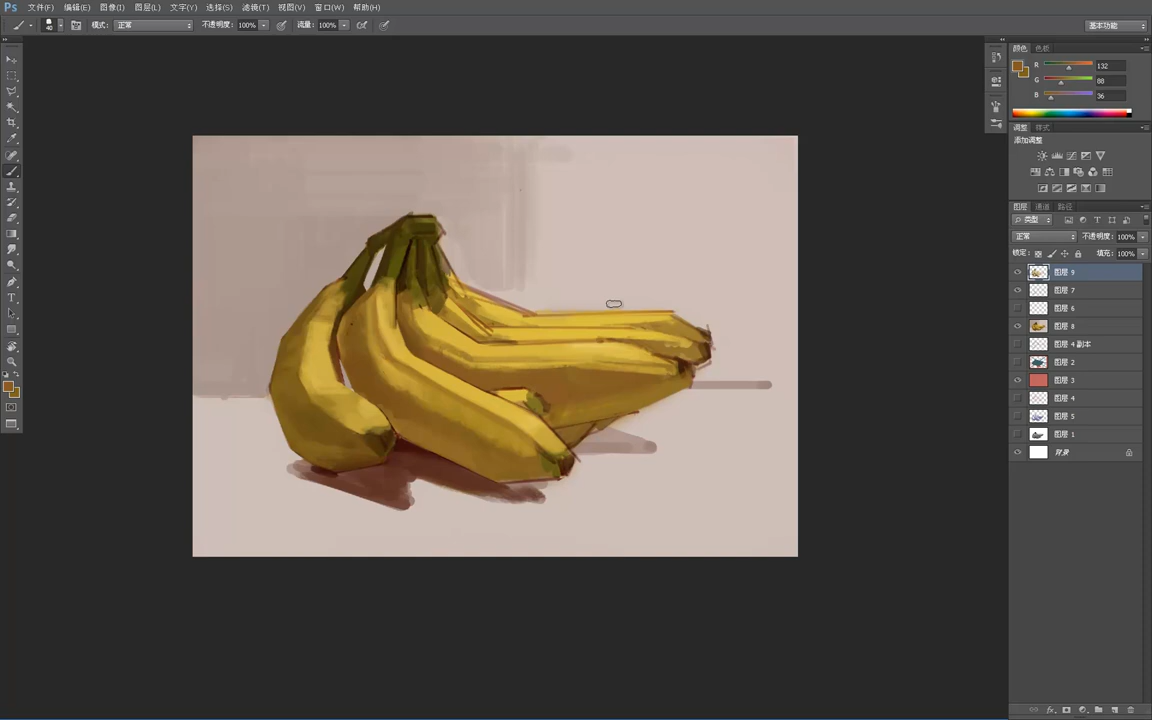 Ps 文件(F) 编辑(E) 图像(I) 图层(L) 文字(Y) 选择(S) 滤镜(T) 视图(V) 窗口(W) 帮助(H)
40 模式: 正常 不透明度: 100% 流量: 100% 基本功能
颜色 色板
R 132
G 88
B 36
调整 样式
添加调整
图层 通道 路径
类型
正常 不透明度: 100%
锁定: 填充: 100%
图层 9
图层 7
图层 6
图层 8
图层 4 副本
图层 2
图层 3
图层 4
图层 5
图层 1
背景
T
fx